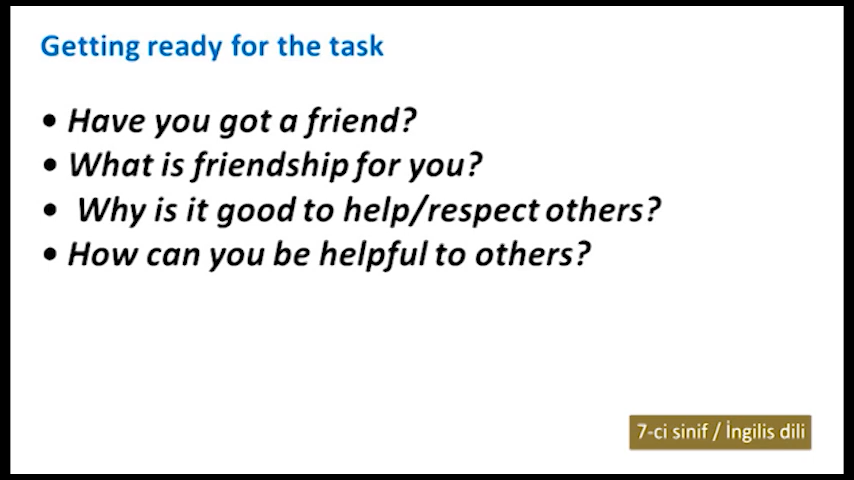 Getting ready for the task
• Have you got a friend?
• What is friendship for you?
• Why is it good to help/respect others?
• How can you be helpful to others?
7-ci sinif / İngilis dili